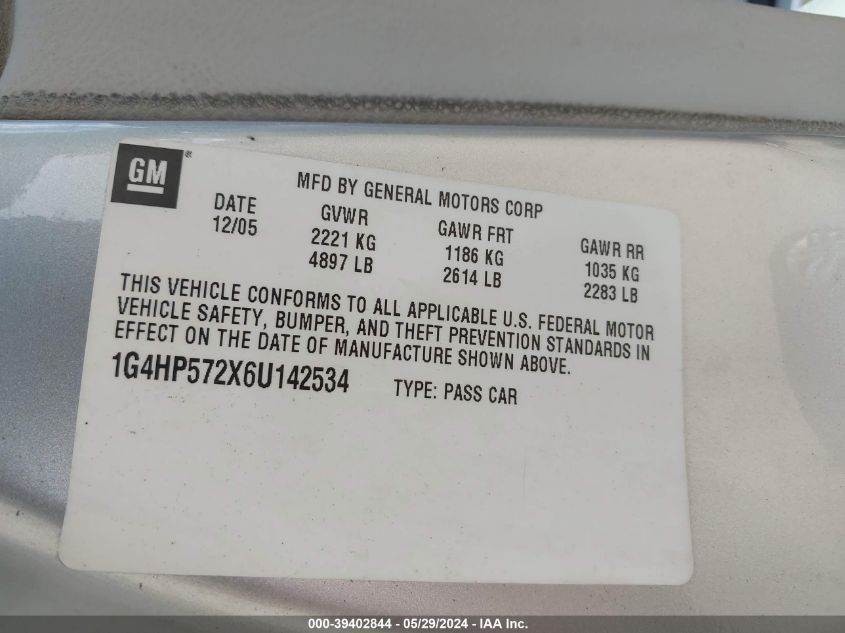 GM®
MFD BY GENERAL MOTORS CORP
DATE GVWR GAWR FRT GAWR RR
12/05 2221 KG 1186 KG 1035 KG
4897 LB 2614 LB 2283 LB
THIS VEHICLE CONFORMS TO ALL APPLICABLE U.S. FEDERAL MOTOR
VEHICLE SAFETY, BUMPER, AND THEFT PREVENTION STANDARDS IN
EFFECT ON THE DATE OF MANUFACTURE SHOWN ABOVE.
1G4HP572X6U142534 TYPE: PASS CAR
000-39402844 - 05/29/2024 - IAA Inc.